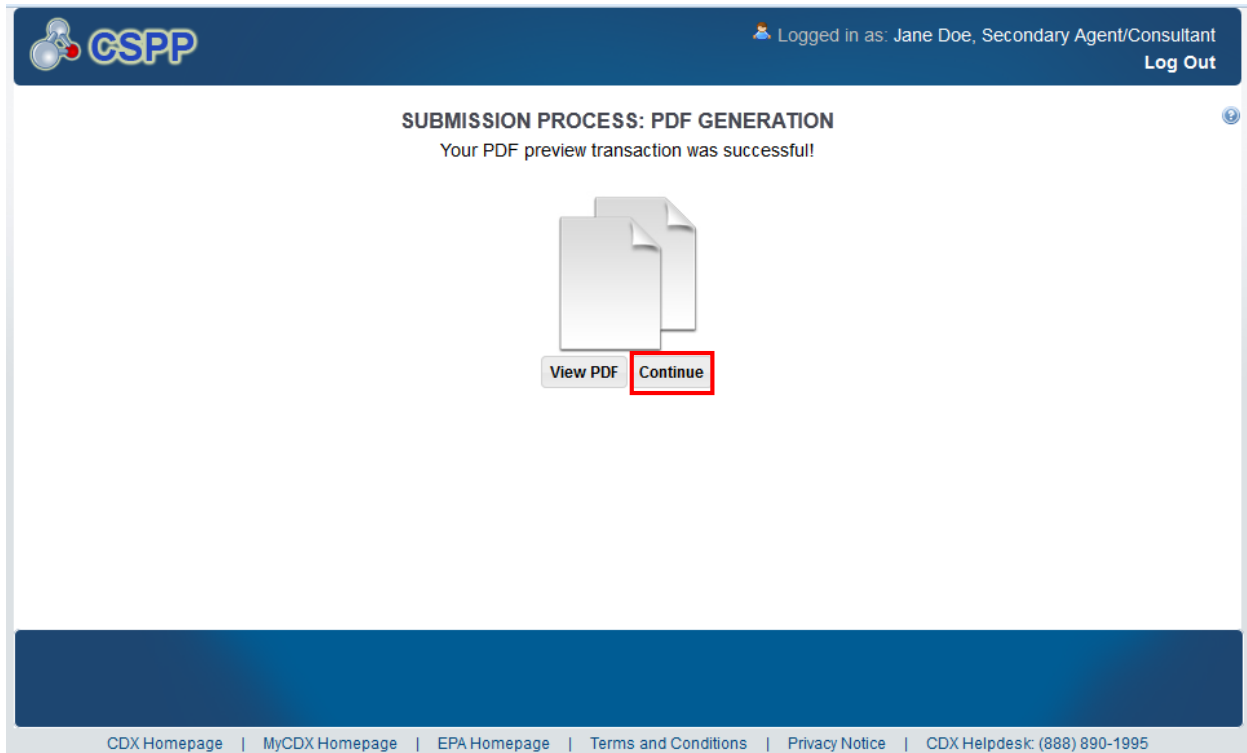 CSPP
Logged in as: Jane Doe, Secondary Agent/Consultant
Log Out
SUBMISSION PROCESS: PDF GENERATION
Your PDF preview transaction was successful!
View PDF Continue
CDX Homepage | MyCDX Homepage | EPA Homepage | Terms and Conditions | Privacy Notice | CDX Helpdesk: (888) 890-1995